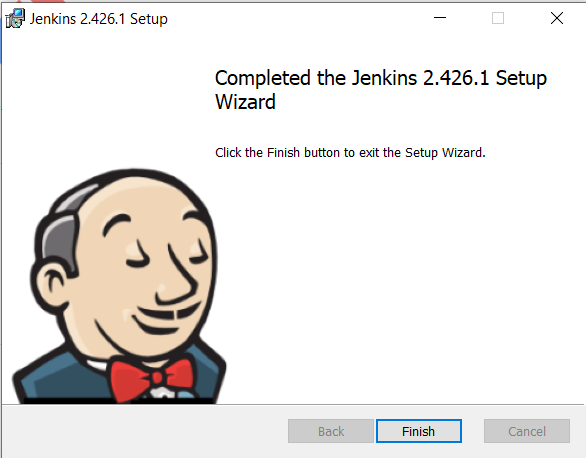 Jenkins 2.426.1 Setup
Completed the Jenkins 2.426.1 Setup
Wizard
Click the Finish button to exit the Setup Wizard.
Back
Finish
Cancel